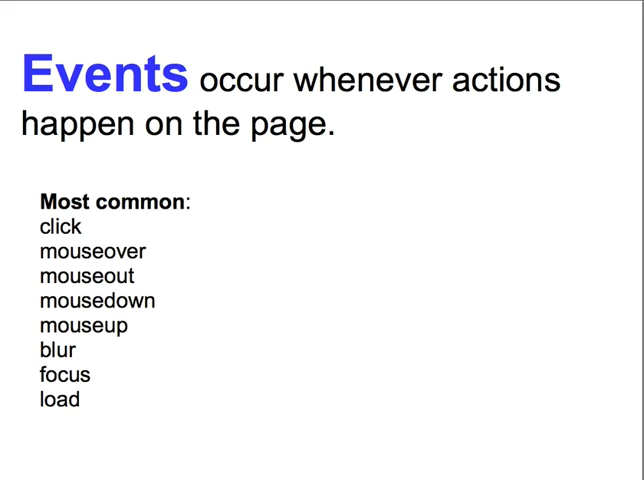 Events occur whenever actions
happen on the page.
Most common:
click
mouseover
mouseout
mousedown
mouseup
blur
focus
load